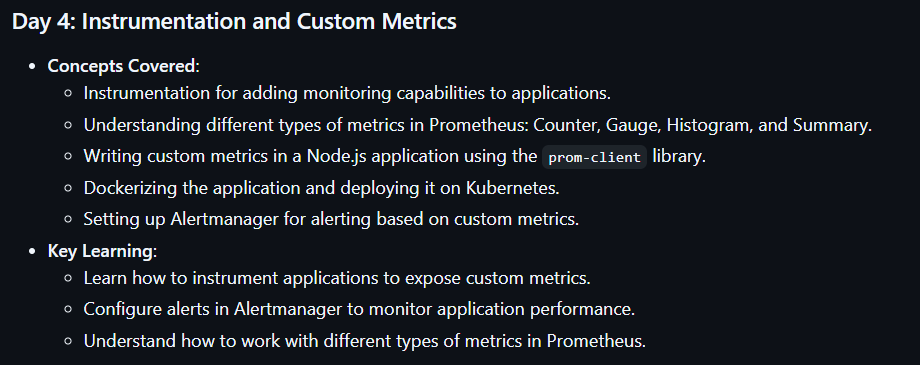 Day 4: Instrumentation and Custom Metrics
Concepts Covered:
Instrumentation for adding monitoring capabilities to applications.
Understanding different types of metrics in Prometheus: Counter, Gauge, Histogram, and Summary.
Writing custom metrics in a Node.js application using the prom-client library.
Dockerizing the application and deploying it on Kubernetes.
Setting up Alertmanager for alerting based on custom metrics.
Key Learning:
Learn how to instrument applications to expose custom metrics.
Configure alerts in Alertmanager to monitor application performance.
Understand how to work with different types of metrics in Prometheus.